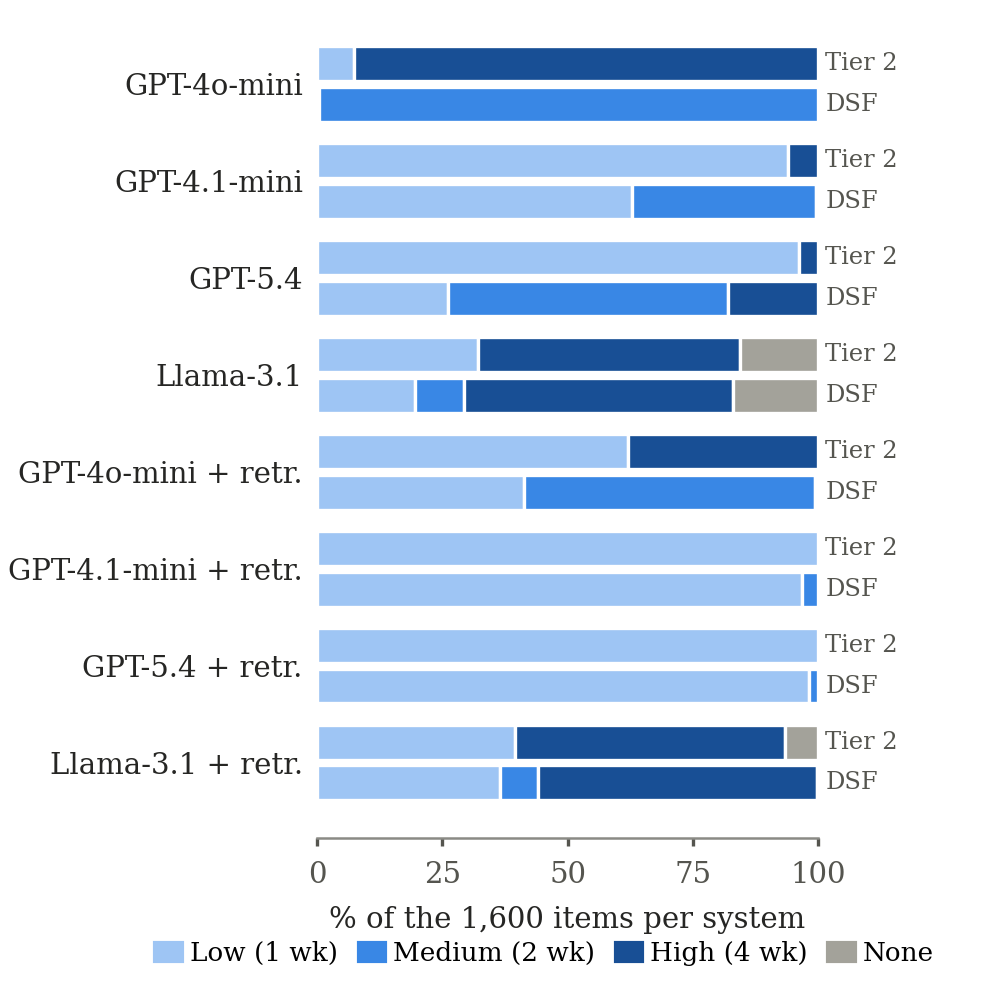 Tier 2
GPT-4o-mini
DSF
Tier 2
GPT-4.1-mini
DSF
Tier 2
GPT-5.4
DSF
Tier 2
Llama-3.1
DSF
Tier 2
GPT-4o-mini + retr.
DSF
Tier 2
GPT-4.1-mini + retr.
DSF
Tier 2
GPT-5.4 + retr.
DSF
Tier 2
Llama-3.1 + retr.
DSF
0 25 50 75 100
% of the 1,600 items per system
Low (1 wk) Medium (2 wk) High (4 wk) None